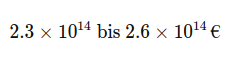 2.3 × 10¹⁴ bis 2.6 × 10¹⁴ €